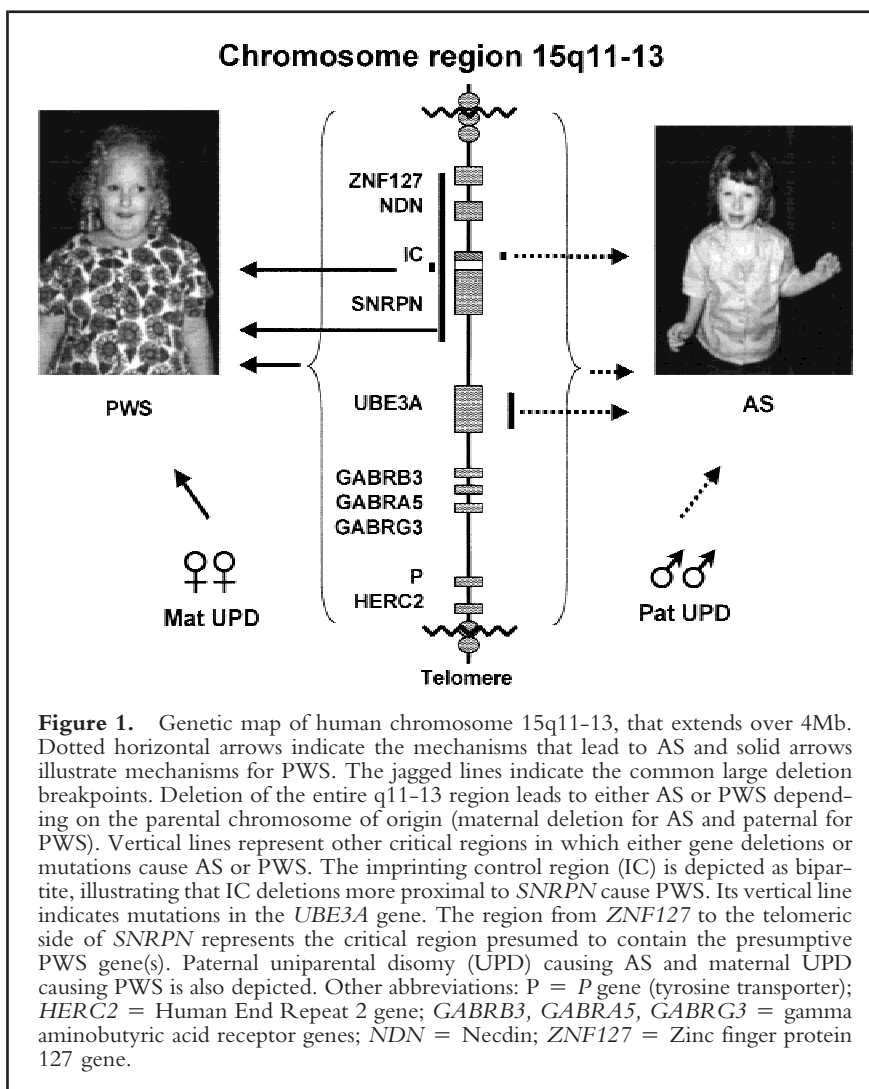 Chromosome region 15q11-13
ZNF127
NDN
IC
SNRPN
PWS
UBE3A
AS
GABRB3
GABRA5
GABRG3
P
HERC2
♀♀
Mat UPD
♂♂
Pat UPD
Telomere
Figure 1. Genetic map of human chromosome 15q11-13, that extends over 4Mb.
Dotted horizontal arrows indicate the mechanisms that lead to AS and solid arrows
illustrate mechanisms for PWS. The jagged lines indicate the common large deletion
breakpoints. Deletion of the entire q11-13 region leads to either AS or PWS depend-
ing on the parental chromosome of origin (maternal deletion for AS and paternal for
PWS). Vertical lines represent other critical regions in which either gene deletions or
mutations cause AS or PWS. The imprinting control region (IC) is depicted as bipar-
tite, illustrating that IC deletions more proximal to SNRPN cause PWS. Its vertical line
indicates mutations in the UBE3A gene. The region from ZNF127 to the telomeric
side of SNRPN represents the critical region presumed to contain the presumptive
PWS gene(s). Paternal uniparental disomy (UPD) causing AS and maternal UPD
causing PWS is also depicted. Other abbreviations: P = P gene (tyrosine transporter);
HERC2 = Human End Repeat 2 gene; GABRB3, GABRA5, GABRG3 = gamma
aminobutyric acid receptor genes; NDN = Necdin; ZNF127 = Zinc finger protein
127 gene.